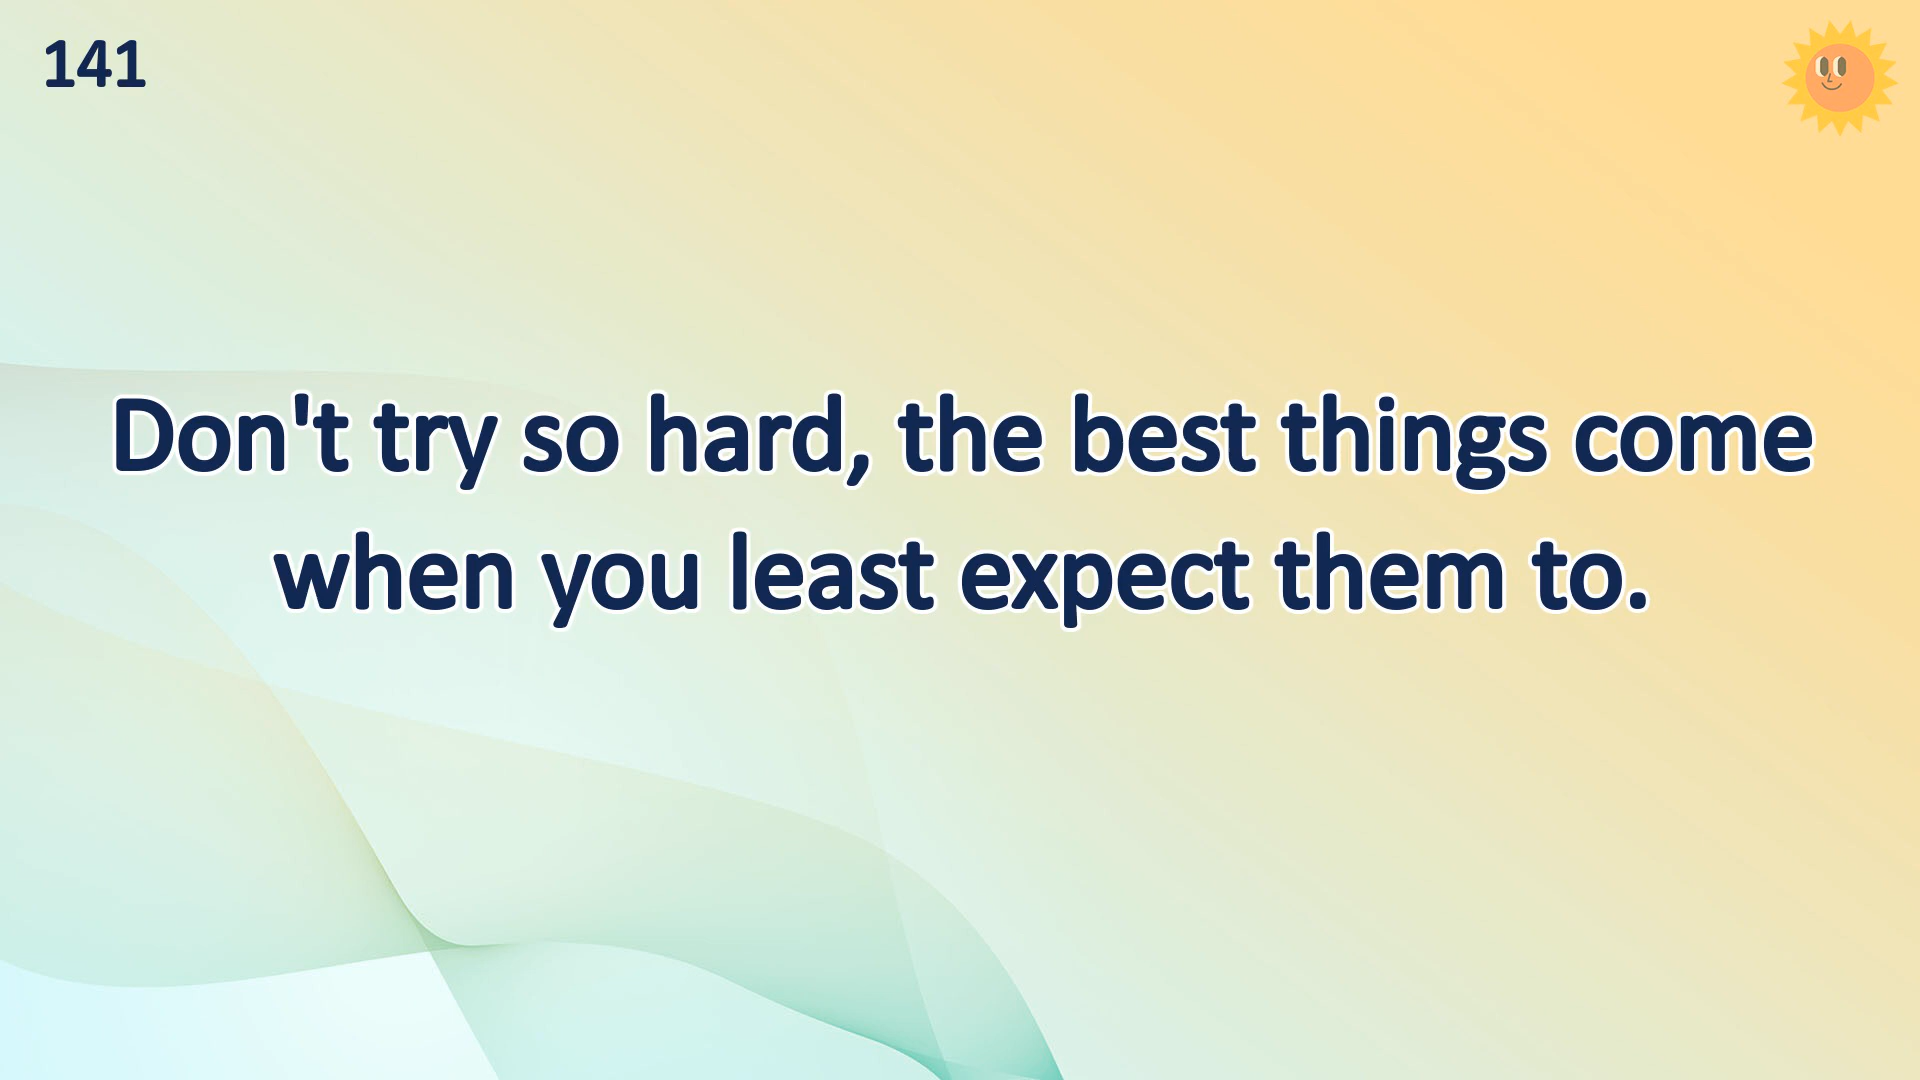 141
Don't try so hard, the best things come
when you least expect them to.